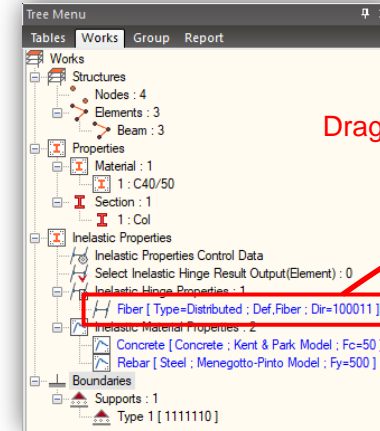 Tree Menu
Tables Works Group Report
Works
Structures
Nodes : 4
Elements : 3
Beam : 3
Drag
Properties
Material : 1
1 : C40/50
Section : 1
1 : Col
Inelastic Properties
Inelastic Properties Control Data
Select Inelastic Hinge Result Output(Element) : 0
Inelastic Hinge Properties : 1
Fiber [ Type=Distributed ; Def,Fiber ; Dir=100011 ]
Inelastic Material Properties : 2
Concrete [ Concrete ; Kent & Park Model ; Fc=50
Rebar [ Steel ; Menegotto-Pinto Model ; Fy=500 ]
Boundaries
Supports : 1
Type 1 [ 1111110 ]